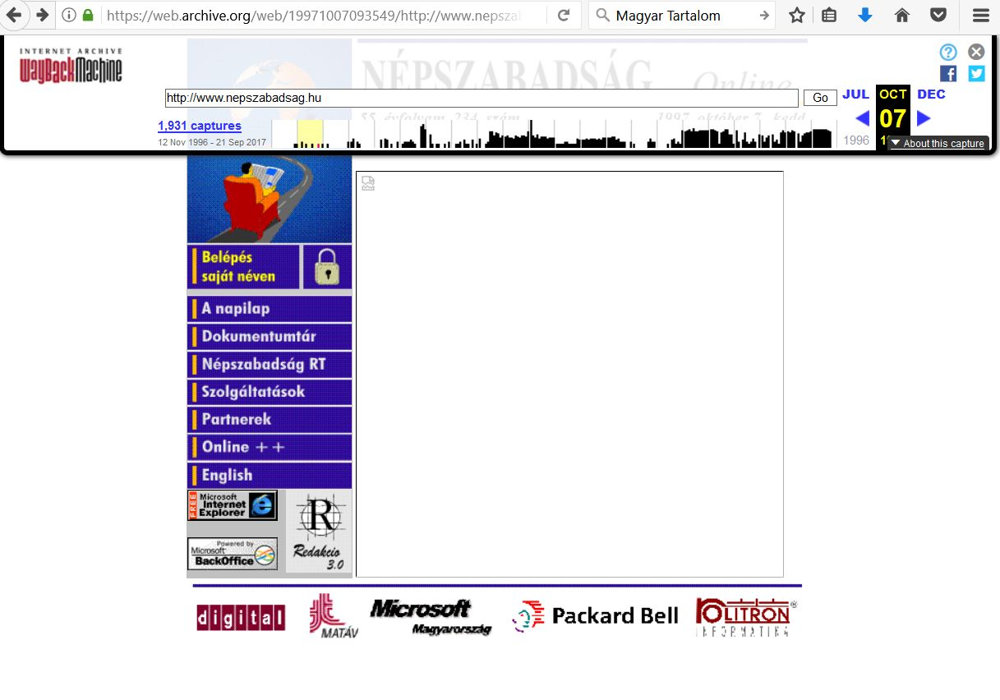 https://web.archive.org/web/19971007093549/http://www.nepszab
Magyar Tartalom
INTERNET ARCHIVE
WayBackMachine
NÉPSZABADSÁG Online
http://www.nepszabadsag.hu
Go
JUL OCT DEC
55. évfolyam, 234. szám
1997. október 7., kedd
1,931 captures
07
12 Nov 1996 - 21 Sep 2017
1996
About this capture
Belépés
saját néven
A napilap
Dokumentumtár
Népszabadság RT
Szolgáltatások
Partnerek
Online ++
English
FREE
Microsoft
Internet
Explorer
R
Powered by
Microsoft
BackOffice
Redakcio
3.0
digital
MATÁV
Microsoft
Magyarország
Packard Bell
POLITRON®
INFORMATIKA